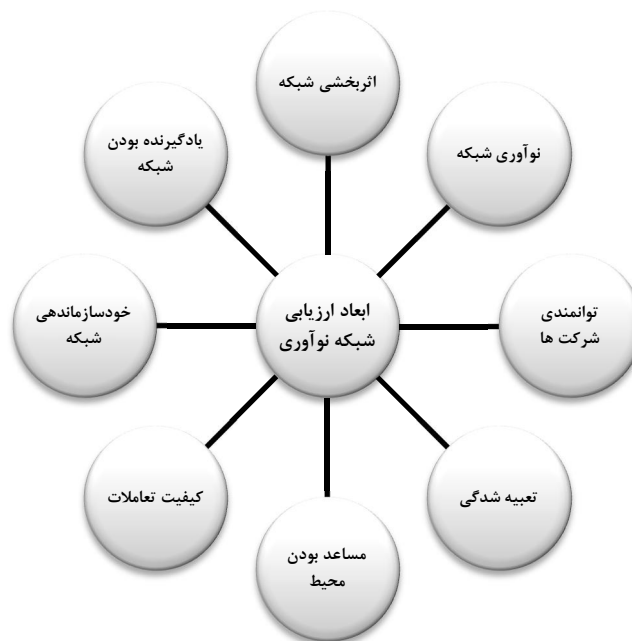 اثربخشی شبکه
نوآوری شبکه
توانمندی
شرکت ها
تعبیه شدگی
مساعد بودن
محیط
کیفیت تعاملات
خودسازماندهی
شبکه
یادگیرنده بودن
شبکه
ابعاد ارزیابی
شبکه نوآوری